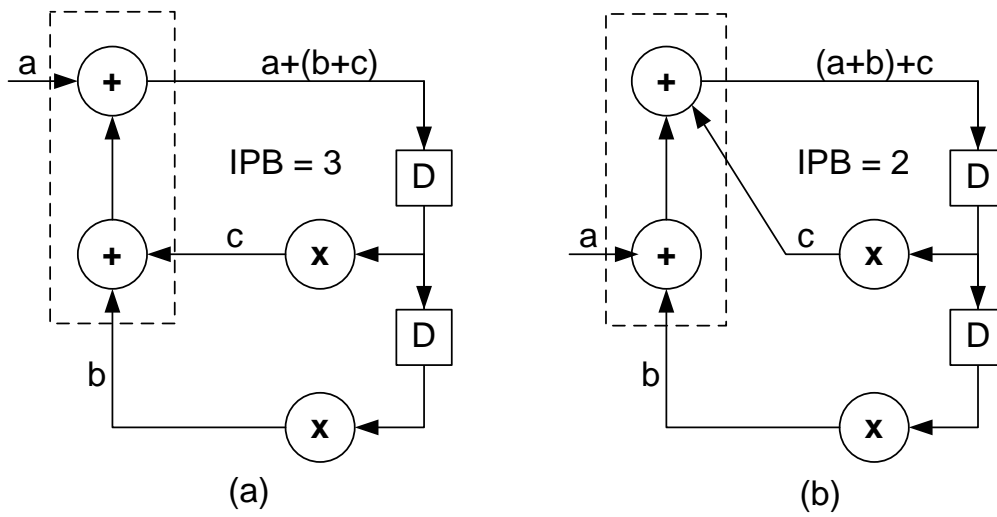 a
+
a+(b+c)
IPB = 3
D
+
c
x
D
b
x
(a)
+
(a+b)+c
IPB = 2
D
a
+
c
x
D
b
x
(b)